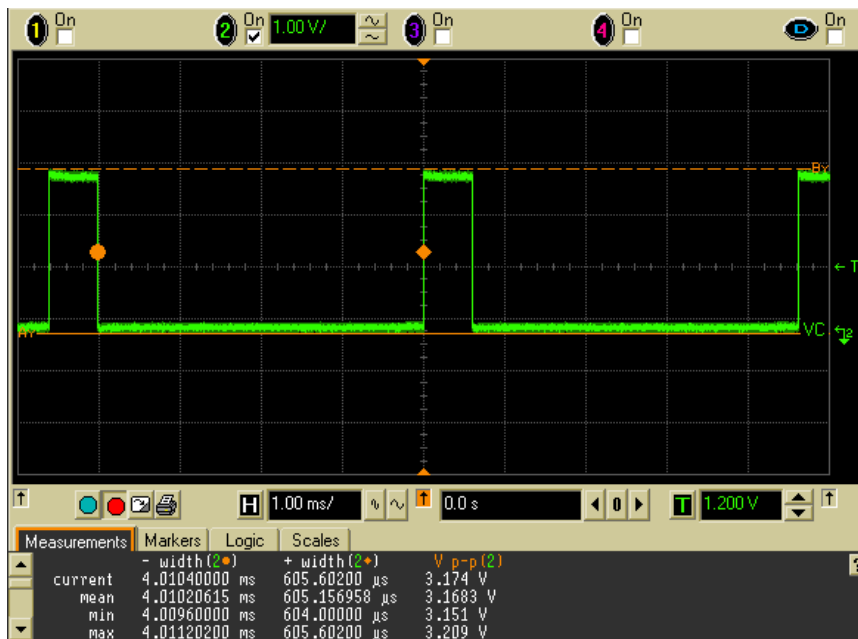 1 On 2 On 1.00 V/ 3 On 4 On D On
BY
T
AY VC 2
H 1.00 ms/ 0.0 s 0 T 1.200 V
Measurements Markers Logic Scales
- width(2●) + width(2◆) V p-p(2) ?
current 4.01040000 ms 605.60200 µs 3.174 V
mean 4.01020615 ms 605.156958 µs 3.1683 V
min 4.00960000 ms 604.00000 µs 3.151 V
max 4.01120200 ms 605.60200 µs 3.209 V